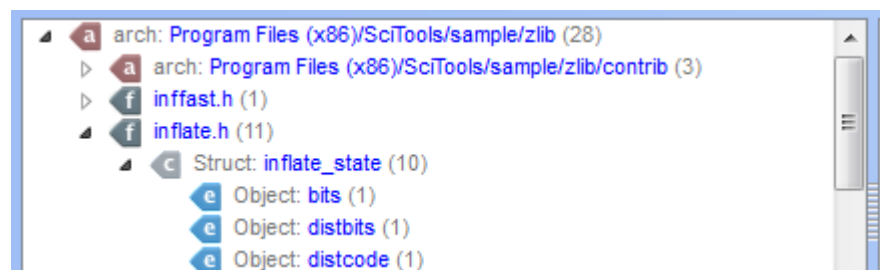 a arch: Program Files (x86)/SciTools/sample/zlib (28)
a arch: Program Files (x86)/SciTools/sample/zlib/contrib (3)
f inffast.h (1)
f inflate.h (11)
c Struct: inflate_state (10)
e Object: bits (1)
e Object: distbits (1)
e Object: distcode (1)